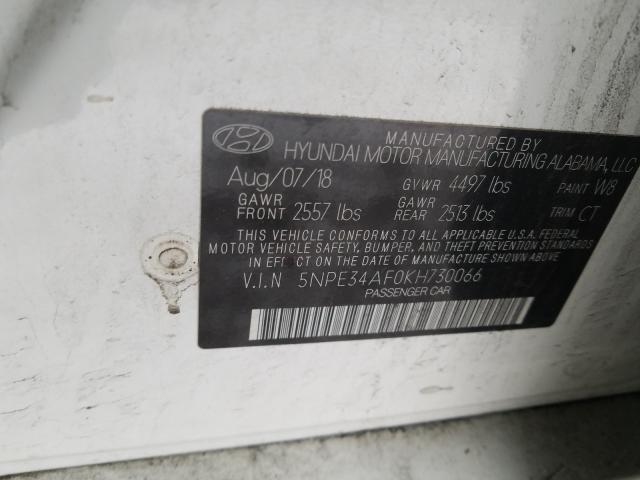 MANUFACTURED BY
HYUNDAI MOTOR MANUFACTURING ALABAMA, LLC
Aug/07/18 GVWR 4497 lbs PAINT W8
GAWR FRONT 2557 lbs GAWR REAR 2513 lbs TRIM CT
THIS VEHICLE CONFORMS TO ALL APPLICABLE U.S.A. FEDERAL
MOTOR VEHICLE SAFETY, BUMPER, AND THEFT PREVENTION STANDARDS
IN EFFECT ON THE DATE OF MANUFACTURE SHOWN ABOVE.
V.I.N 5NPE34AF0KH730066
PASSENGER CAR